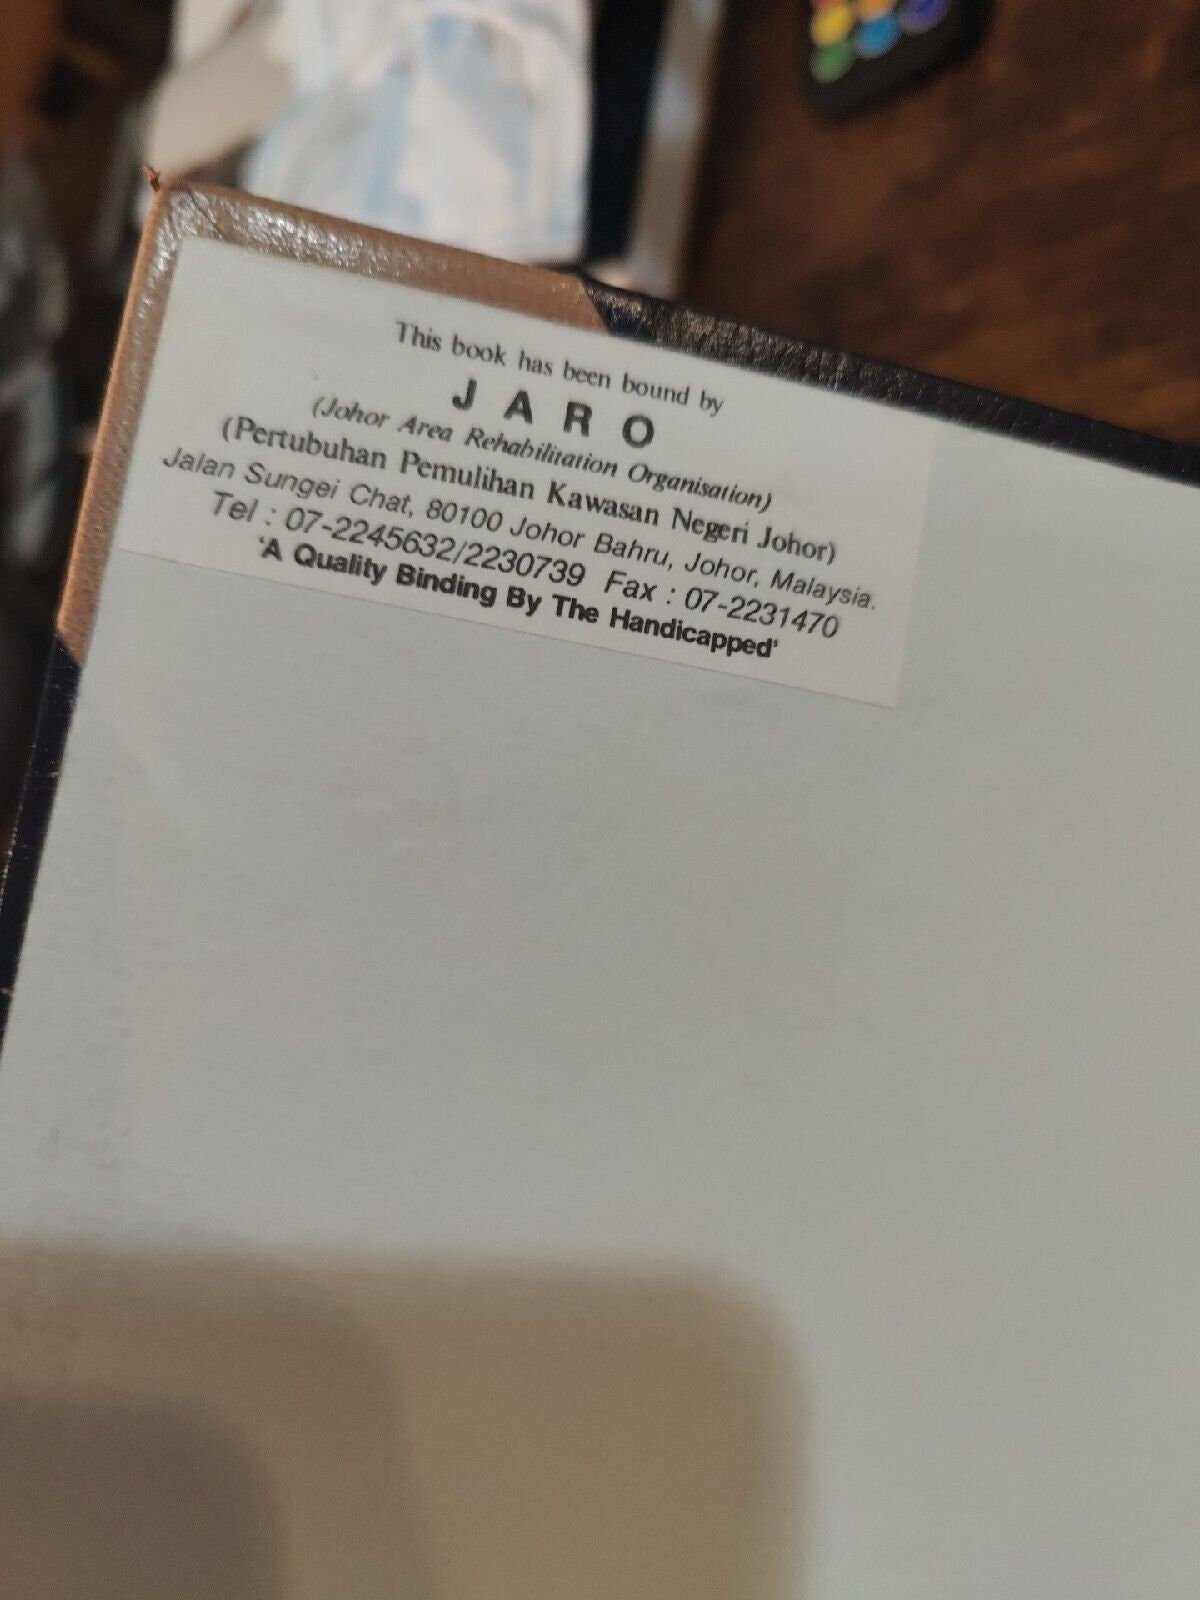 This book has been bound by
J A R O
(Johor Area Rehabilitation Organisation)
(Pertubuhan Pemulihan Kawasan Negeri Johor)
Jalan Sungei Chat, 80100 Johor Bahru, Johor, Malaysia.
Tel : 07-2245632/2230739 Fax : 07-2231470
'A Quality Binding By The Handicapped'